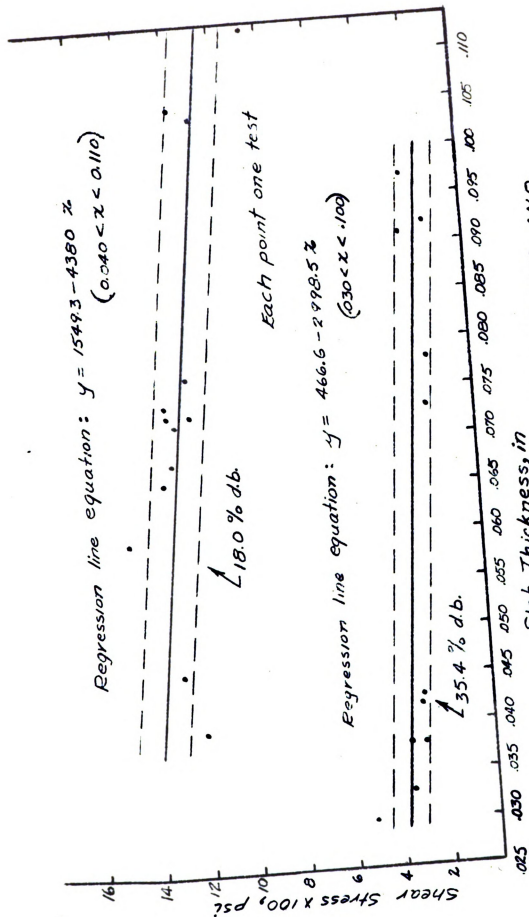 Regression line equation: y = 1549.3-4380 x
(0.040 < x < 0.110)
18.0 % d.b.
Each point one test
Regression line equation: y = 466.6-2998.5 x
(.030 < x < .100)
35.4 % d.b.
Shear Stress x 100, psi
16
14
12
10
8
6
4
2
.025 .030 .035 .040 .045 .050 .055 .060 .065 .070 .075 .080 .085 .090 .095 .100 .105 .110
Thickness, in